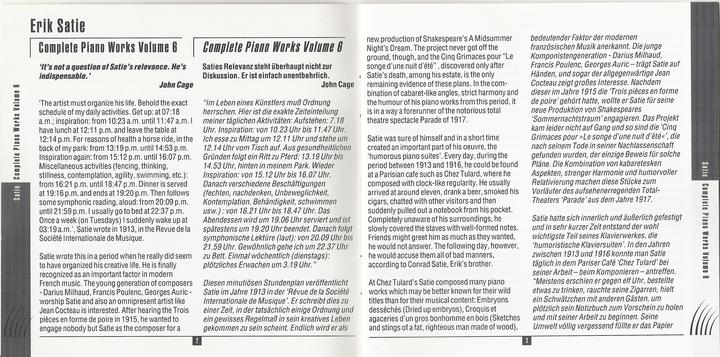 Erik Satie
Complete Piano Works Volume 6
'It's not a question of Satie's relevance. He's
indispensable.'
John Cage
'The artist must organize his life. Behold the exact
schedule of my daily activities. Get up: at 07:18
a.m.; inspiration: from 10:23 a.m. until 11:47 a.m. I
have lunch at 12:11 p.m. and leave the table at
12:14 p.m. For reasons of health a horse ride, in the
back of my park: from 13:19 p.m. until 14:53 p.m.
Inspiration again: from 15:12 p.m. until 16:07 p.m.
Miscellaneous activities (fencing, thinking,
stillness, contemplation, agility, swimming, etc.):
from 16:21 p.m. until 18:47 p.m. Dinner is served
at 19:16 p.m. and ends at 19:20 p.m. Then follows
some symphonic reading, aloud: from 20:09 p.m.
until 21:59 p.m. I usually go to bed at 22:37 p.m.
Once a week (on Tuesdays) I suddenly wake up at
03:19 a.m.', Satie wrote in 1913, in the Revue de la
Société Internationale de Musique.
Satie wrote this in a period when he really did seem
to have organized his creative life. He is finally
recognized as an important factor in modern
French music. The young generation of composers
- Darius Milhaud, Francis Poulenc, Georges Auric -
worship Satie and also an omnipresent artist like
Jean Cocteau is interested. After hearing the Trois
pièces en forme de poire in 1915, he wanted to
engage nobody but Satie as the composer for a
Complete Piano Works Volume 6
Saties Relevanz steht überhaupt nicht zur
Diskussion. Er ist einfach unentbehrlich.
John Cage
"Im Leben eines Künstlers muß Ordnung
herrschen. Hier ist die exakte Zeiteinteilung
meiner täglichen Aktivitäten: Aufstehen: 7.18
Uhr. Inspiration: von 10.23 Uhr bis 11.47 Uhr.
Ich esse zu Mittag um 12.11 Uhr und stehe um
12.14 Uhr vom Tisch auf. Aus gesundheitlichen
Gründen folgt ein Ritt zu Pferd: 13.19 Uhr bis
14.53 Uhr, hinten in meinem Park. Wieder
Inspiration: von 15.12 Uhr bis 16.07 Uhr.
Danach verschiedene Beschäftigungen
(fechten, nachdenken, Unbeweglichkeit,
Kontemplation, Behändigkeit, schwimmen
usw.) : von 16.21 Uhr bis 18.47 Uhr. Das
Abendessen wird um 19.06 Uhr serviert und ist
spätestens um 19.20 Uhr beendet. Danach folgt
symphonische Lektüre (laut): von 20.09 Uhr bis
21.59 Uhr. Gewöhnlich gehe ich um 22.37 Uhr
zu Bett. Einmal wöchentlich (dienstags):
plötzliches Erwachen um 3.19 Uhr."
Diesen minutiösen Stundenplan veröffentlicht
Satie im Jahre 1913 in der 'Révue de la Société
Internationale de Musique'. Er schreibt dies zu
einer Zeit, in der tatsächlich einige Ordnung und
ein gewisses Regelmaß in sein kreatives Leben
gekommen zu sein scheint. Endlich wird er als
Satie Complete Piano Works Volume 6
2
new, production of Shakespeare's A Midsummer
Night's Dream. The project never got off the
ground, though, and the Cinq Grimaces pour "Le
songe d'une nuit d'été" , discovered only after
Satie's death, among his estate, is the only
remaining evidence of these plans. In the com-
bination of cabaret-like angles, strict harmony and
the humour of his piano works from this period, it
is in a way a forerunner of the notorious total
theatre spectacle Parade of 1917.
Satie was sure of himself and in a short time
created an important part of his oeuvre, the
'humorous piano suites'. Every day, during the
period between 1913 and 1916, he could be found
at a Parisian cafe such as Chez Tulard, where he
composed with clock-like regularity. He usually
arrived at around eleven, drank a beer, smoked his
cigars, chatted with other visitors and then
suddenly pulled out a notebook from his pocket.
Completely unaware of his surroundings, he
slowly covered the staves with well-formed notes.
Friends might greet him as much as they wanted,
he would not answer. The following day, however,
he would accuse them all of bad manners,
according to Conrad Satie, Erik's brother.
At Chez Tulard's Satie composed many piano
works which may be better known for their wild
titles than for their musical content: Embryons
desséchés (Dried up embryos), Croquis et
agaceries d'un gros bonhomme en bois (Sketches
and stings of a fat, righteous man made of wood),
bedeutender Faktor der modernen
französischen Musik anerkannt. Die junge
Komponistengeneration - Darius Milhaud,
Francis Poulenc, Georges Auric – trägt Satie auf
Händen, und sogar der allgegenwärtige Jean
Cocteau zeigt großes Interesse. Nachdem
dieser im Jahre 1915 die 'Trois pièces en forme
de poire' gehört hatte, wollte er Satie für seine
neue Produktion von Shakespeares
'Sommernachtstraum' engagieren. Das Projekt
kam leider nicht auf Gang und so sind die 'Cinq
Grimaces pour «Le songe d'une nuit d'été»', die
nach seinem Tode in seiner Nachlassenschaft
gefunden wurden, der einzige Beweis für solche
Pläne. Die Kombination von kabaresken
Aspekten, strenger Harmonie und humorvoller
Relativierung machen diese Stücke zum
Vorläufer des aufsehenerregenden Total-
Theaters 'Parade' aus dem Jahre 1917.
Satie hatte sich innerlich und äußerlich gefestigt
und in sehr kurzer Zeit entstand der wohl
wichtigste Teil seines Klavierwerkes, die
'humoristische Klaviersuiten'. In den Jahren
zwischen 1913 und 1916 konnte man Satie
täglich in dem Pariser Café 'Chez Tulard' bei
seiner Arbeit – beim Komponieren – antreffen.
"Meistens erschien er gegen elf Uhr, bestellte
etwas zu trinken, rauchte seine Zigarren, hielt
ein Schwätzchen mit anderen Gästen, um
plötzlich sein Notizbuch zum Vorschein zu holen
und mit seiner Arbeit zu beginnen. Seine
Umwelt völlig vergessend füllte er das Papier
Satie Complete Piano Works Volume 6
3